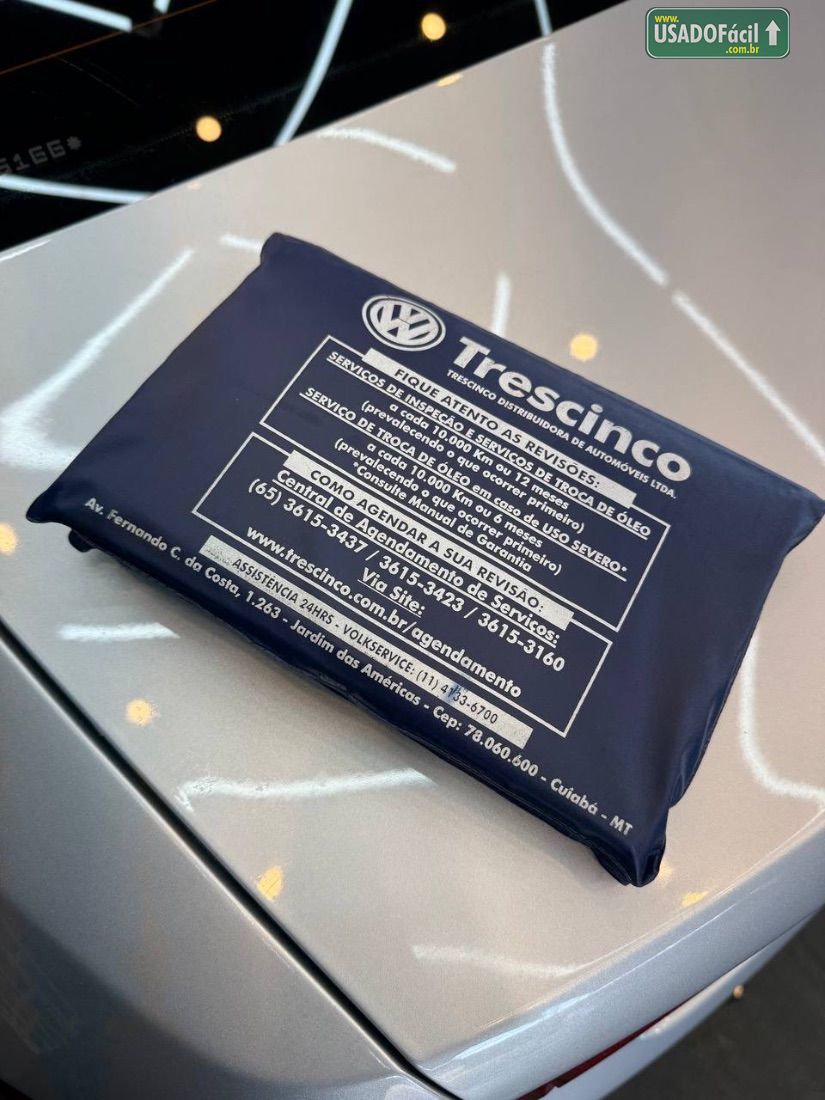 www.
USADOFácil
.com.br
5166*
VW
Trescinco
TRESCINCO DISTRIBUIDORA DE AUTOMÓVEIS LTDA.
FIQUE ATENTO AS REVISÕES:
SERVIÇOS DE INSPEÇÃO E SERVIÇOS DE TROCA DE ÓLEO
a cada 10.000 Km ou 12 meses
(prevalecendo o que ocorrer primeiro)
SERVIÇO DE TROCA DE ÓLEO em caso de USO SEVERO*
a cada 10.000 Km ou 6 meses
(prevalecendo o que ocorrer primeiro)
*Consulte Manual de Garantia
COMO AGENDAR A SUA REVISÃO:
Central de Agendamento de Serviços:
(65) 3615-3437 / 3615-3423 / 3615-3160
Via Site:
www.trescinco.com.br/agendamento
ASSISTÊNCIA 24HRS - VOLKSERVICE: (11) 4133-6700
Av. Fernando C. da Costa, 1.263 - Jardim das Américas - Cep: 78.060.600 - Cuíabá - MT